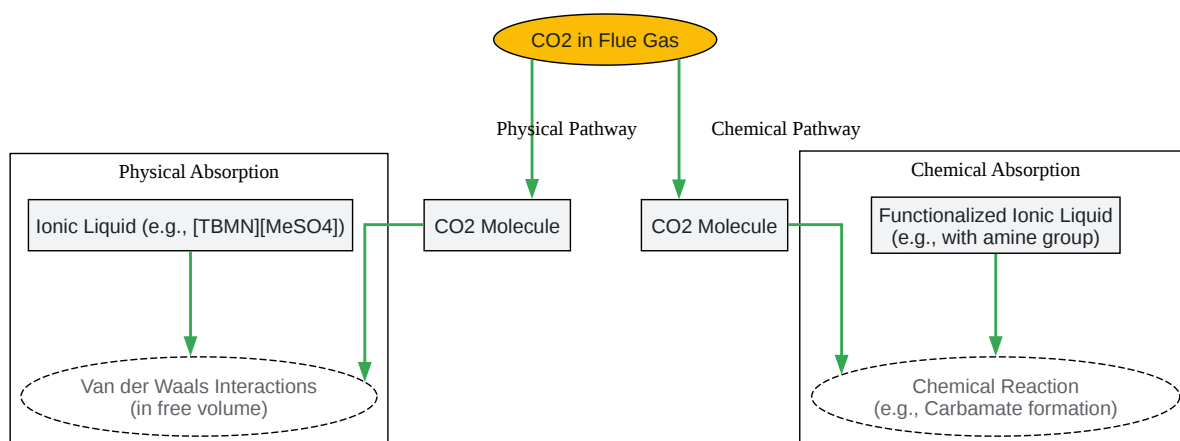 CO2 in Flue Gas
Physical Pathway
Chemical Pathway
Physical Absorption
Chemical Absorption
Ionic Liquid (e.g., [TBMN][MeSO4])
CO2 Molecule
CO2 Molecule
Functionalized Ionic Liquid
(e.g., with amine group)
Van der Waals Interactions
(in free volume)
Chemical Reaction
(e.g., Carbamate formation)